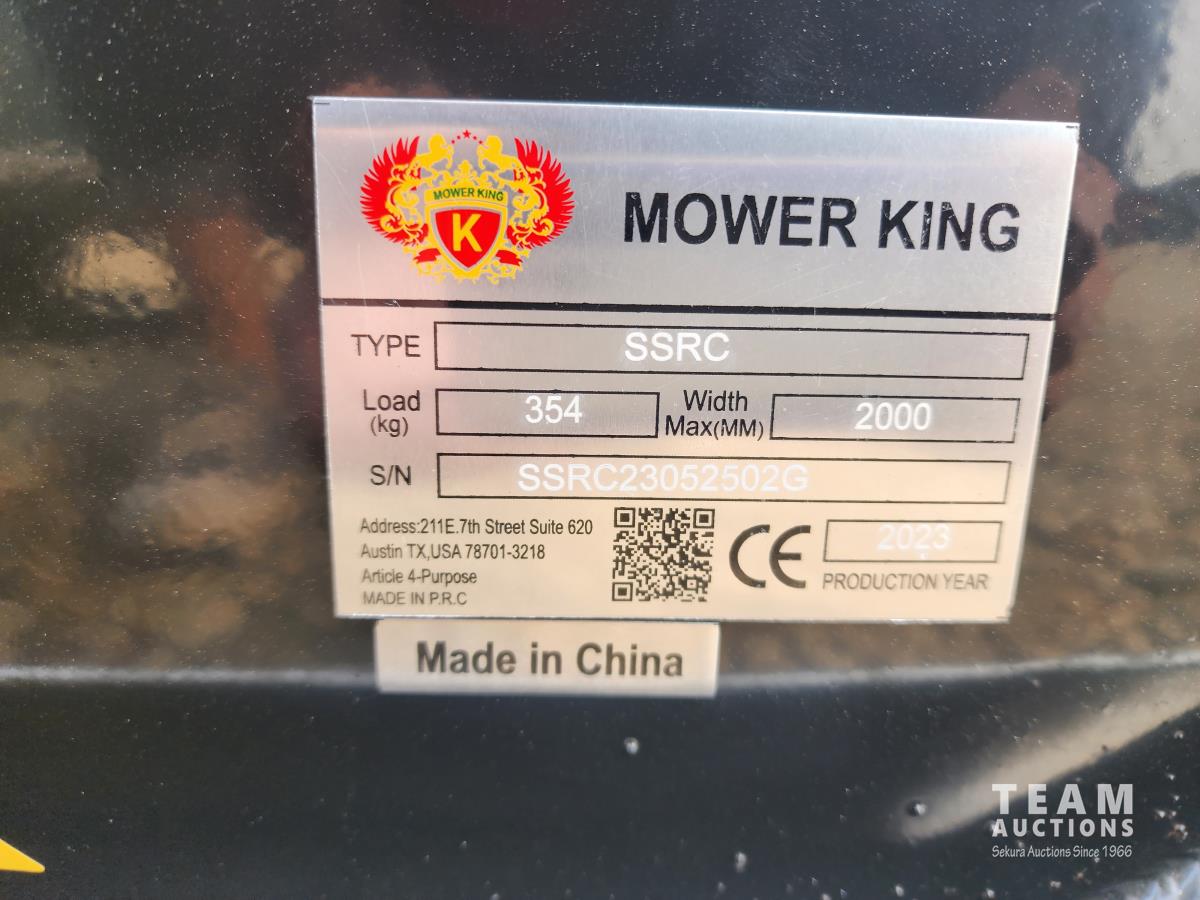 MOWER KING
K
MOWER KING
TYPE SSRC
Load (kg) 354 Width Max(MM) 2000
S/N SSRC23052502G
Address:211E.7th Street Suite 620
Austin TX,USA 78701-3218
Article 4-Purpose
MADE IN P.R.C
CE
2023
PRODUCTION YEAR
Made in China
TEAM
AUCTIONS
Sekura Auctions Since 1966